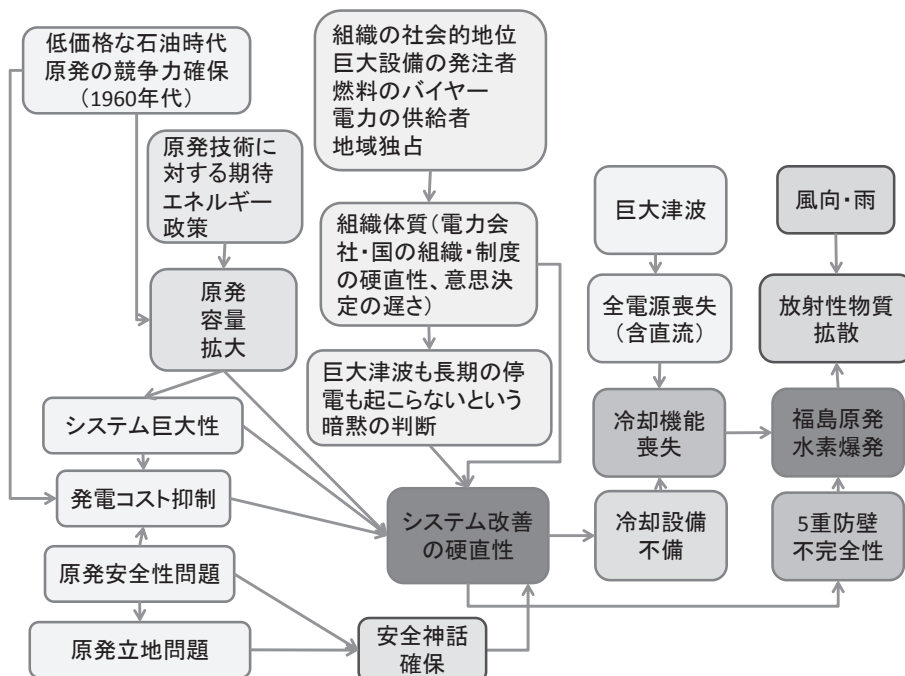 低価格な石油時代
原発の競争力確保
（1960年代）
組織の社会的地位
巨大設備の発注者
燃料のバイヤー
電力の供給者
地域独占
原発技術に
対する期待
エネルギー
政策
巨大津波
風向・雨
組織体質（電力会
社・国の組織・制度
の硬直性、意思決
定の遅さ）
原発
容量
拡大
全電源喪失
（含直流）
放射性物質
拡散
巨大津波も長期の停
電も起こらないという
暗黙の判断
システム巨大性
冷却機能
喪失
福島原発
水素爆発
発電コスト抑制
システム改善
の硬直性
冷却設備
不備
5重防壁
不完全性
原発安全性問題
原発立地問題
安全神話
確保